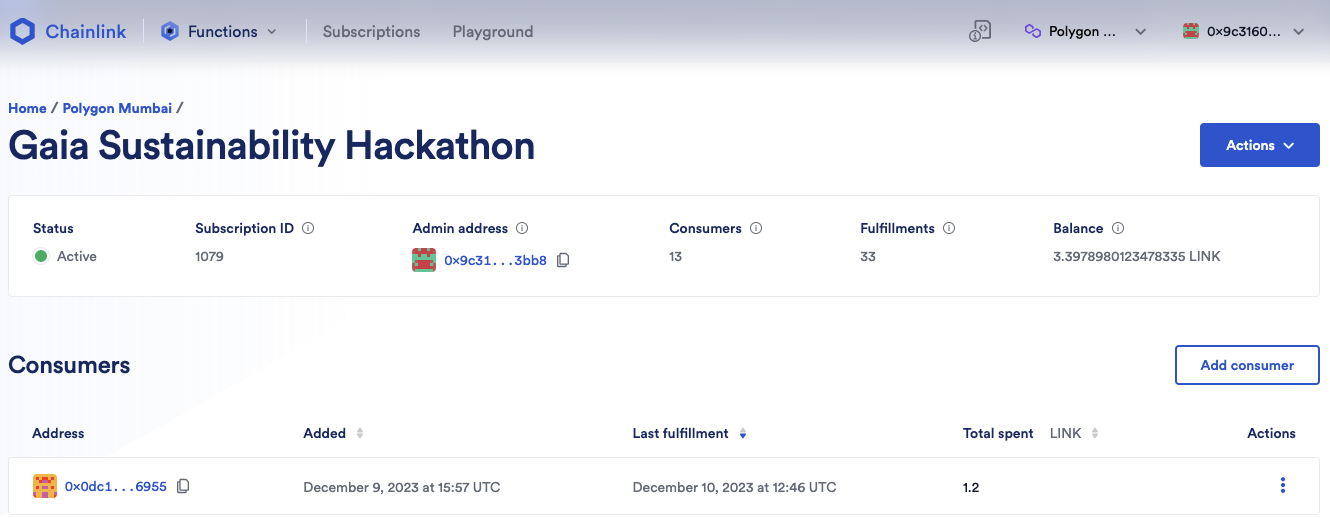 Chainlink Functions Subscriptions Playground Polygon ... 0x9c3160...
Home / Polygon Mumbai /
Gaia Sustainability Hackathon
Actions
Status Subscription ID Admin address Consumers Fulfillments Balance
Active 1079 0x9c31...3bb8 13 33 3.3978980123478335 LINK
Consumers
Add consumer
Address Added Last fulfillment Total spent LINK Actions
0x0dc1...6955 December 9, 2023 at 15:57 UTC December 10, 2023 at 12:46 UTC 1.2